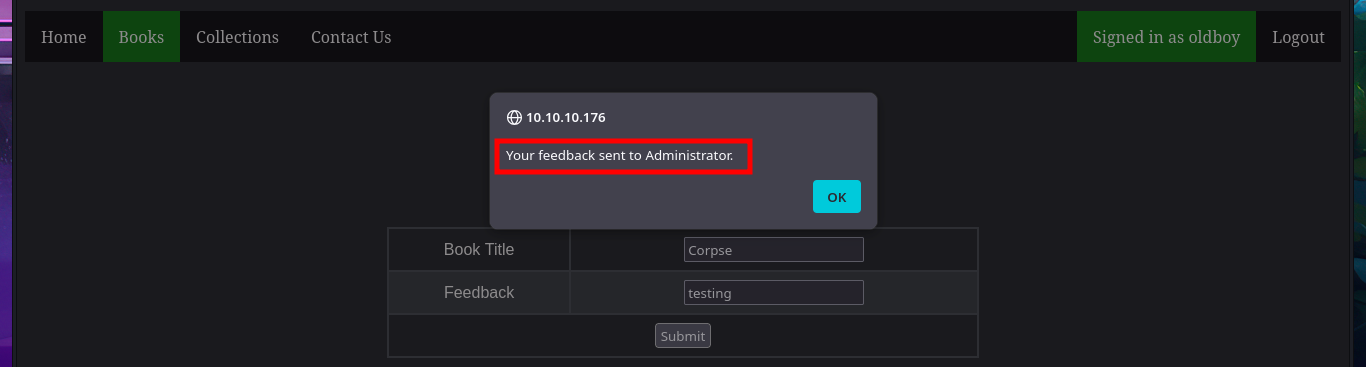 Home Books Collections Contact Us Signed in as oldboy Logout
10.10.10.176
Your feedback sent to Administrator.
OK
Book Title Corpse
Feedback testing
Submit